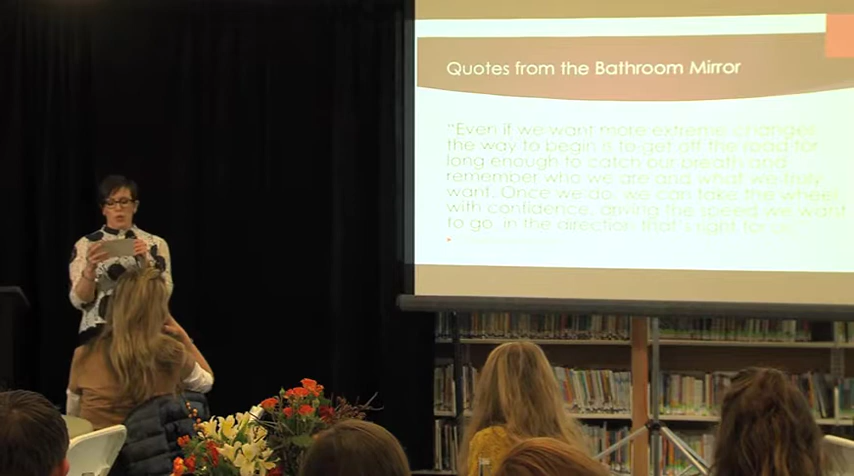 Quotes from the Bathroom Mirror
"Even if we want more extreme changes,
the way to begin is to get off the road for
long enough to catch our breath and
remember who we are and what we truly
want. Once we do, we can take the wheel
with confidence, driving the speed we want
to go, in the direction that's right for us.